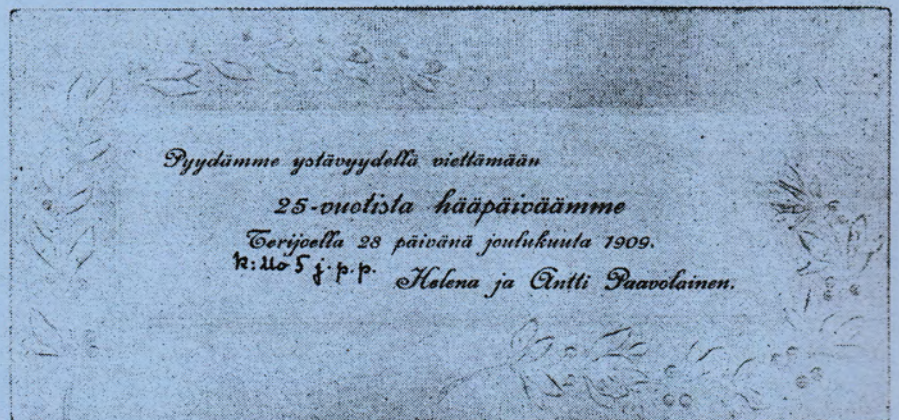 Pyydämme ystävyydellä viettämään
25-vuotista hääpäiväämme
Terijoella 28 päivänä joulukuuta 1909.
k:llo 5 j.p.p.
Helena ja Antti Paavolainen.